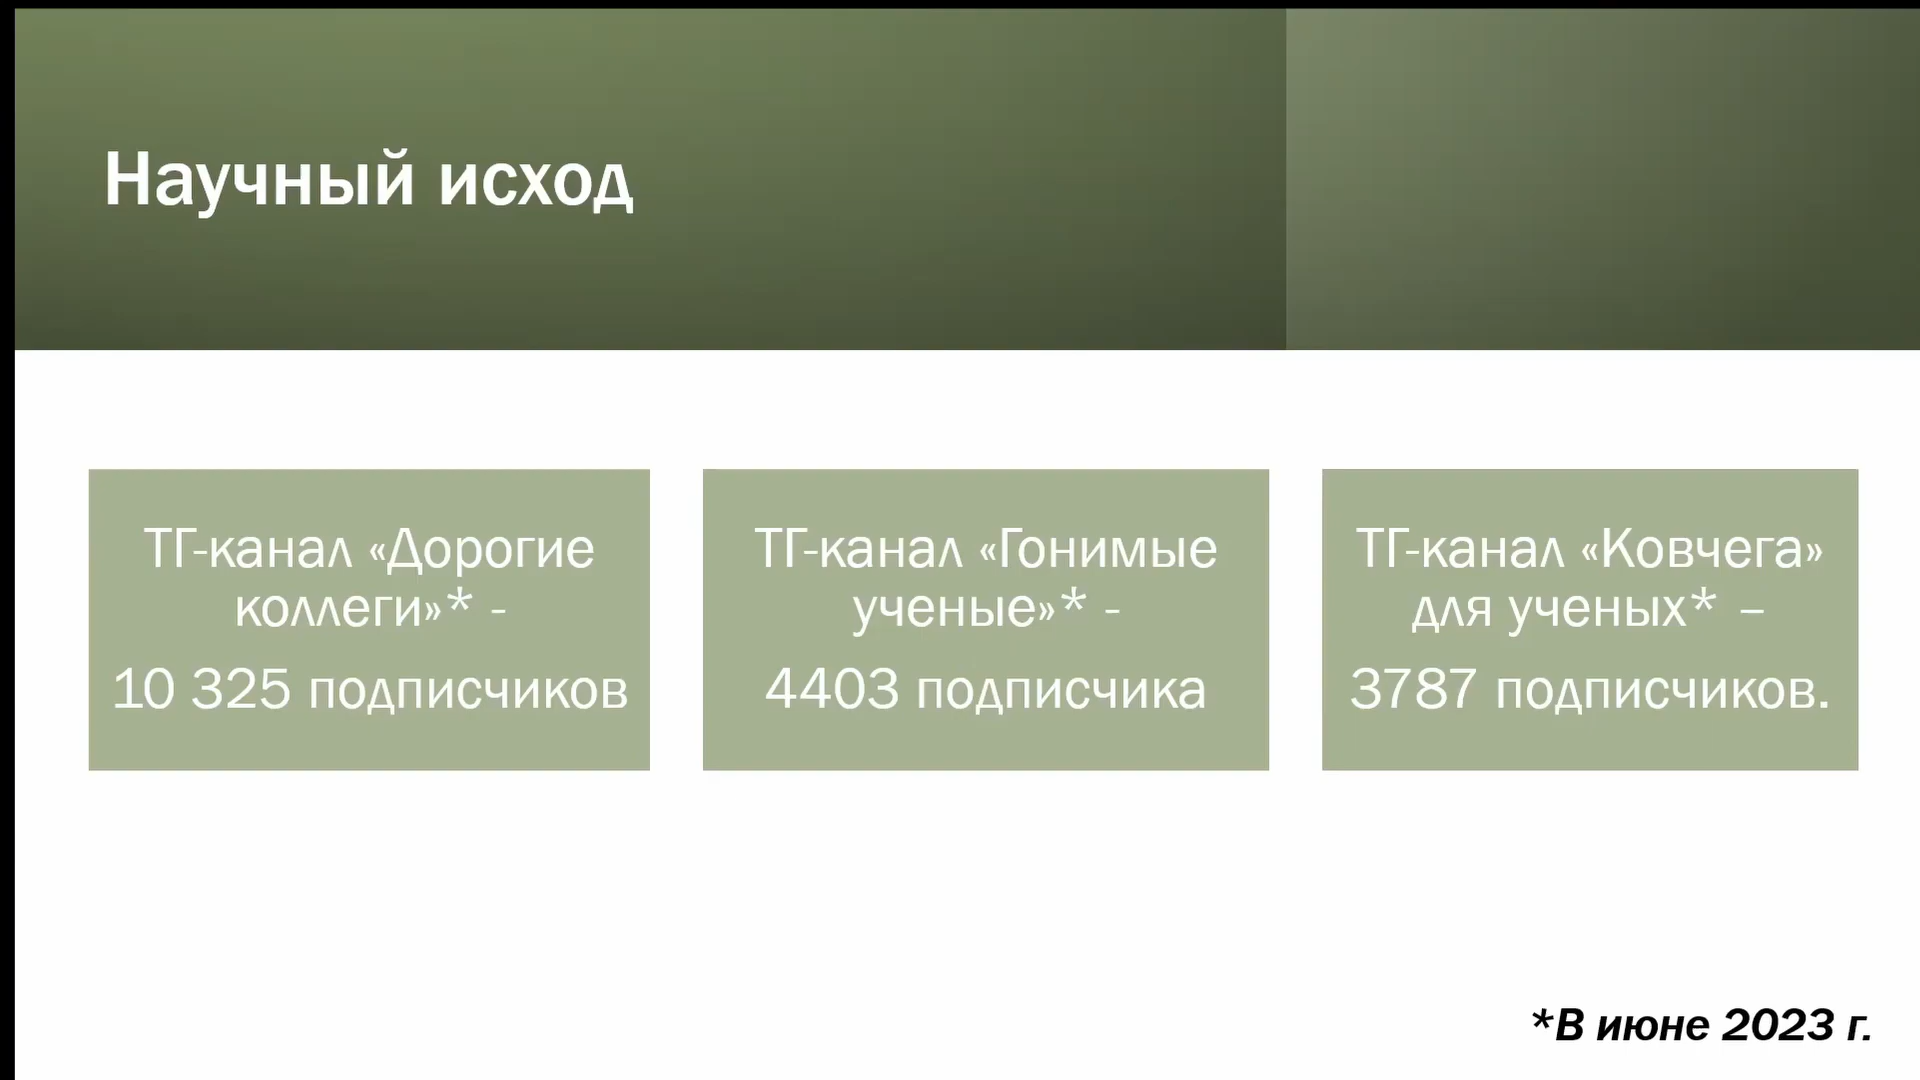 Научный исход
ТГ-канал «Дорогие
коллеги»* -
10 325 подписчиков
ТГ-канал «Гонимые
ученые»* -
4403 подписчика
ТГ-канал «Ковчега»
для ученых* –
3787 подписчиков.
*В июне 2023 г.